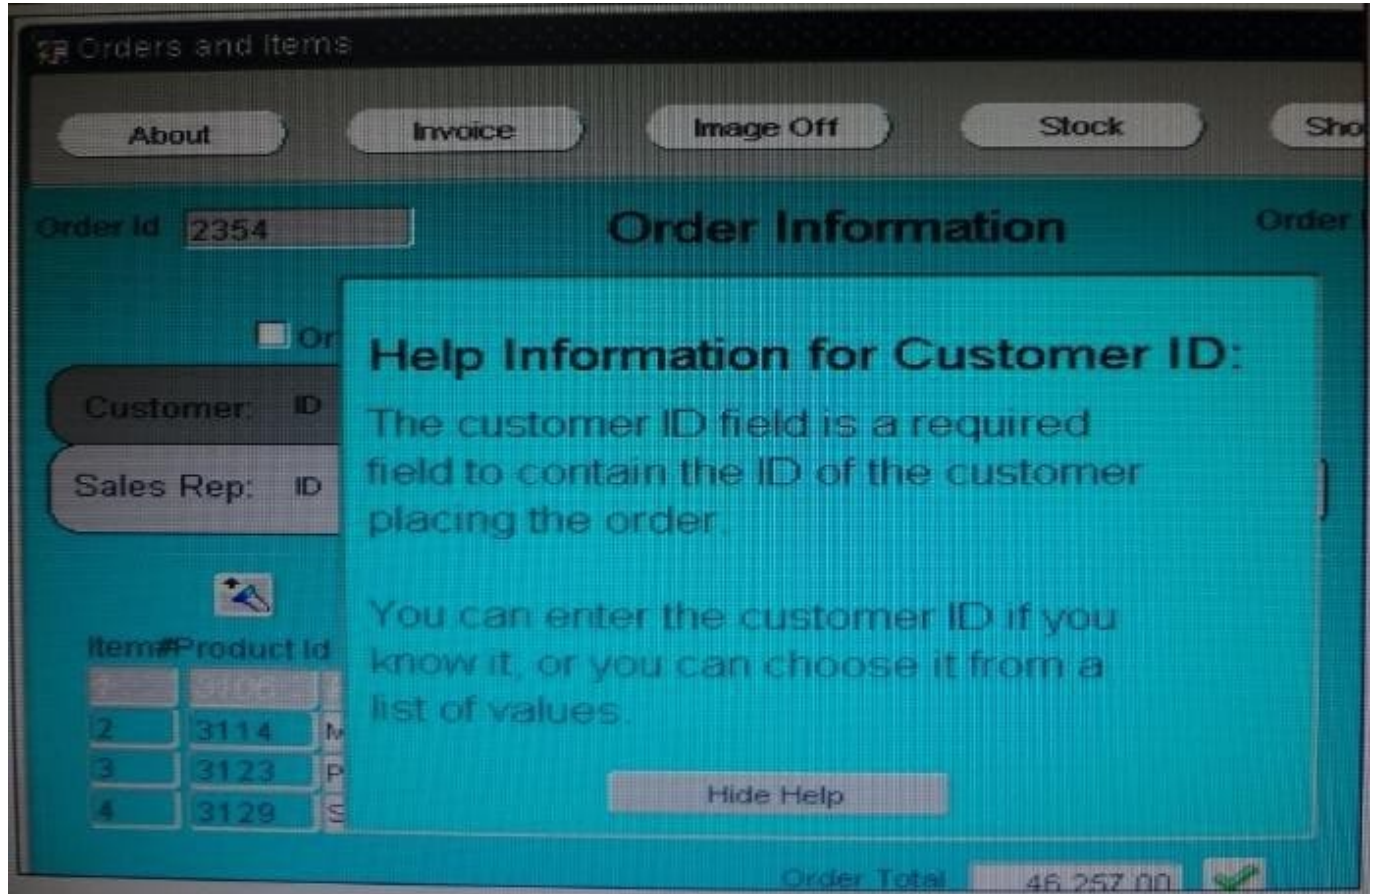 Orders and Items
About Invoice Image Off Stock Sho
Order Id 2354 Order Information Order
Or
Help Information for Customer ID:
Customer: ID
The customer ID field is a required
field to contain the ID of the customer
placing the order.
Sales Rep: ID
You can enter the customer ID if you
know it, or you can choose it from a
list of values.
Item# Product Id
1 3106
2 3114 M
3 3123 P
4 3129 S
Hide Help
Order Total 46,257.00